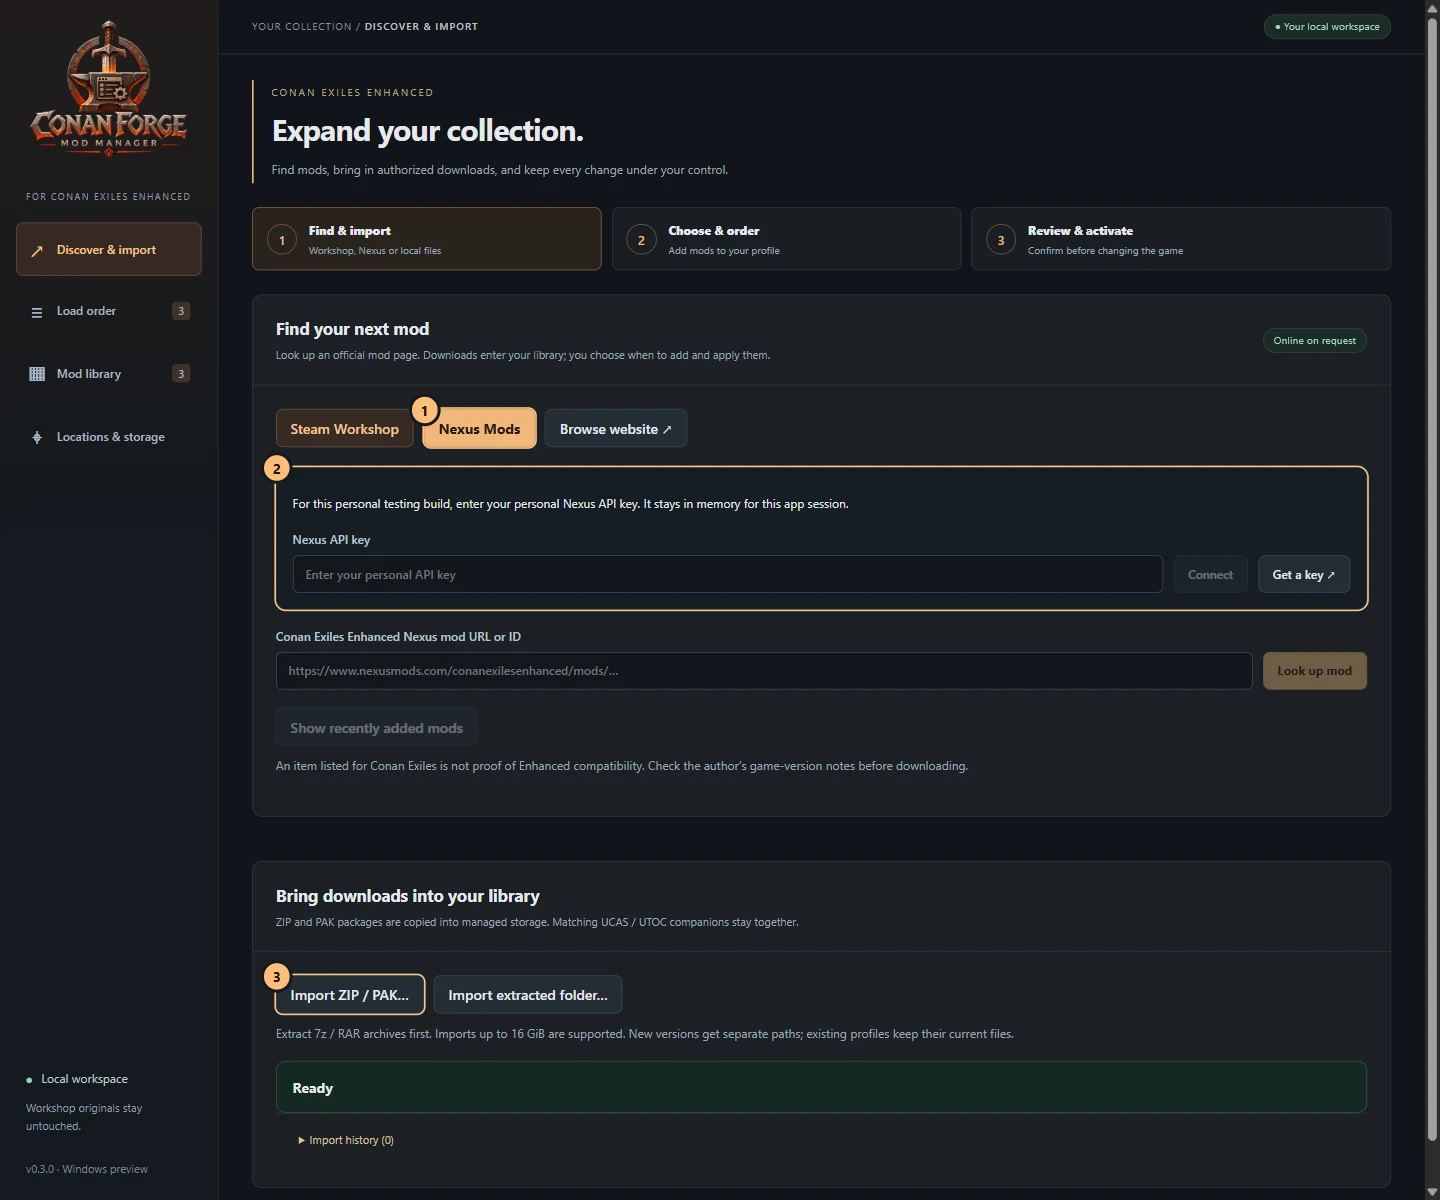 CONAN FORGE
MOD MANAGER
FOR CONAN EXILES ENHANCED
Discover & import
Load order 3
Mod library 3
Locations & storage
Local workspace
Workshop originals stay
untouched.
v0.3.0 · Windows preview
YOUR COLLECTION / DISCOVER & IMPORT
Your local workspace
CONAN EXILES ENHANCED
Expand your collection.
Find mods, bring in authorized downloads, and keep every change under your control.
1 Find & import
Workshop, Nexus or local files
2 Choose & order
Add mods to your profile
3 Review & activate
Confirm before changing the game
Find your next mod
Look up an official mod page. Downloads enter your library; you choose when to add and apply them.
Online on request
Steam Workshop
1
Nexus Mods
Browse website ↗
2
For this personal testing build, enter your personal Nexus API key. It stays in memory for this app session.
Nexus API key
Enter your personal API key
Connect
Get a key ↗
Conan Exiles Enhanced Nexus mod URL or ID
https://www.nexusmods.com/conanexilesenhanced/mods/...
Look up mod
Show recently added mods
An item listed for Conan Exiles is not proof of Enhanced compatibility. Check the author's game-version notes before downloading.
Bring downloads into your library
ZIP and PAK packages are copied into managed storage. Matching UCAS / UTOC companions stay together.
3
Import ZIP / PAK...
Import extracted folder...
Extract 7z / RAR archives first. Imports up to 16 GiB are supported. New versions get separate paths; existing profiles keep their current files.
Ready
Import history (0)